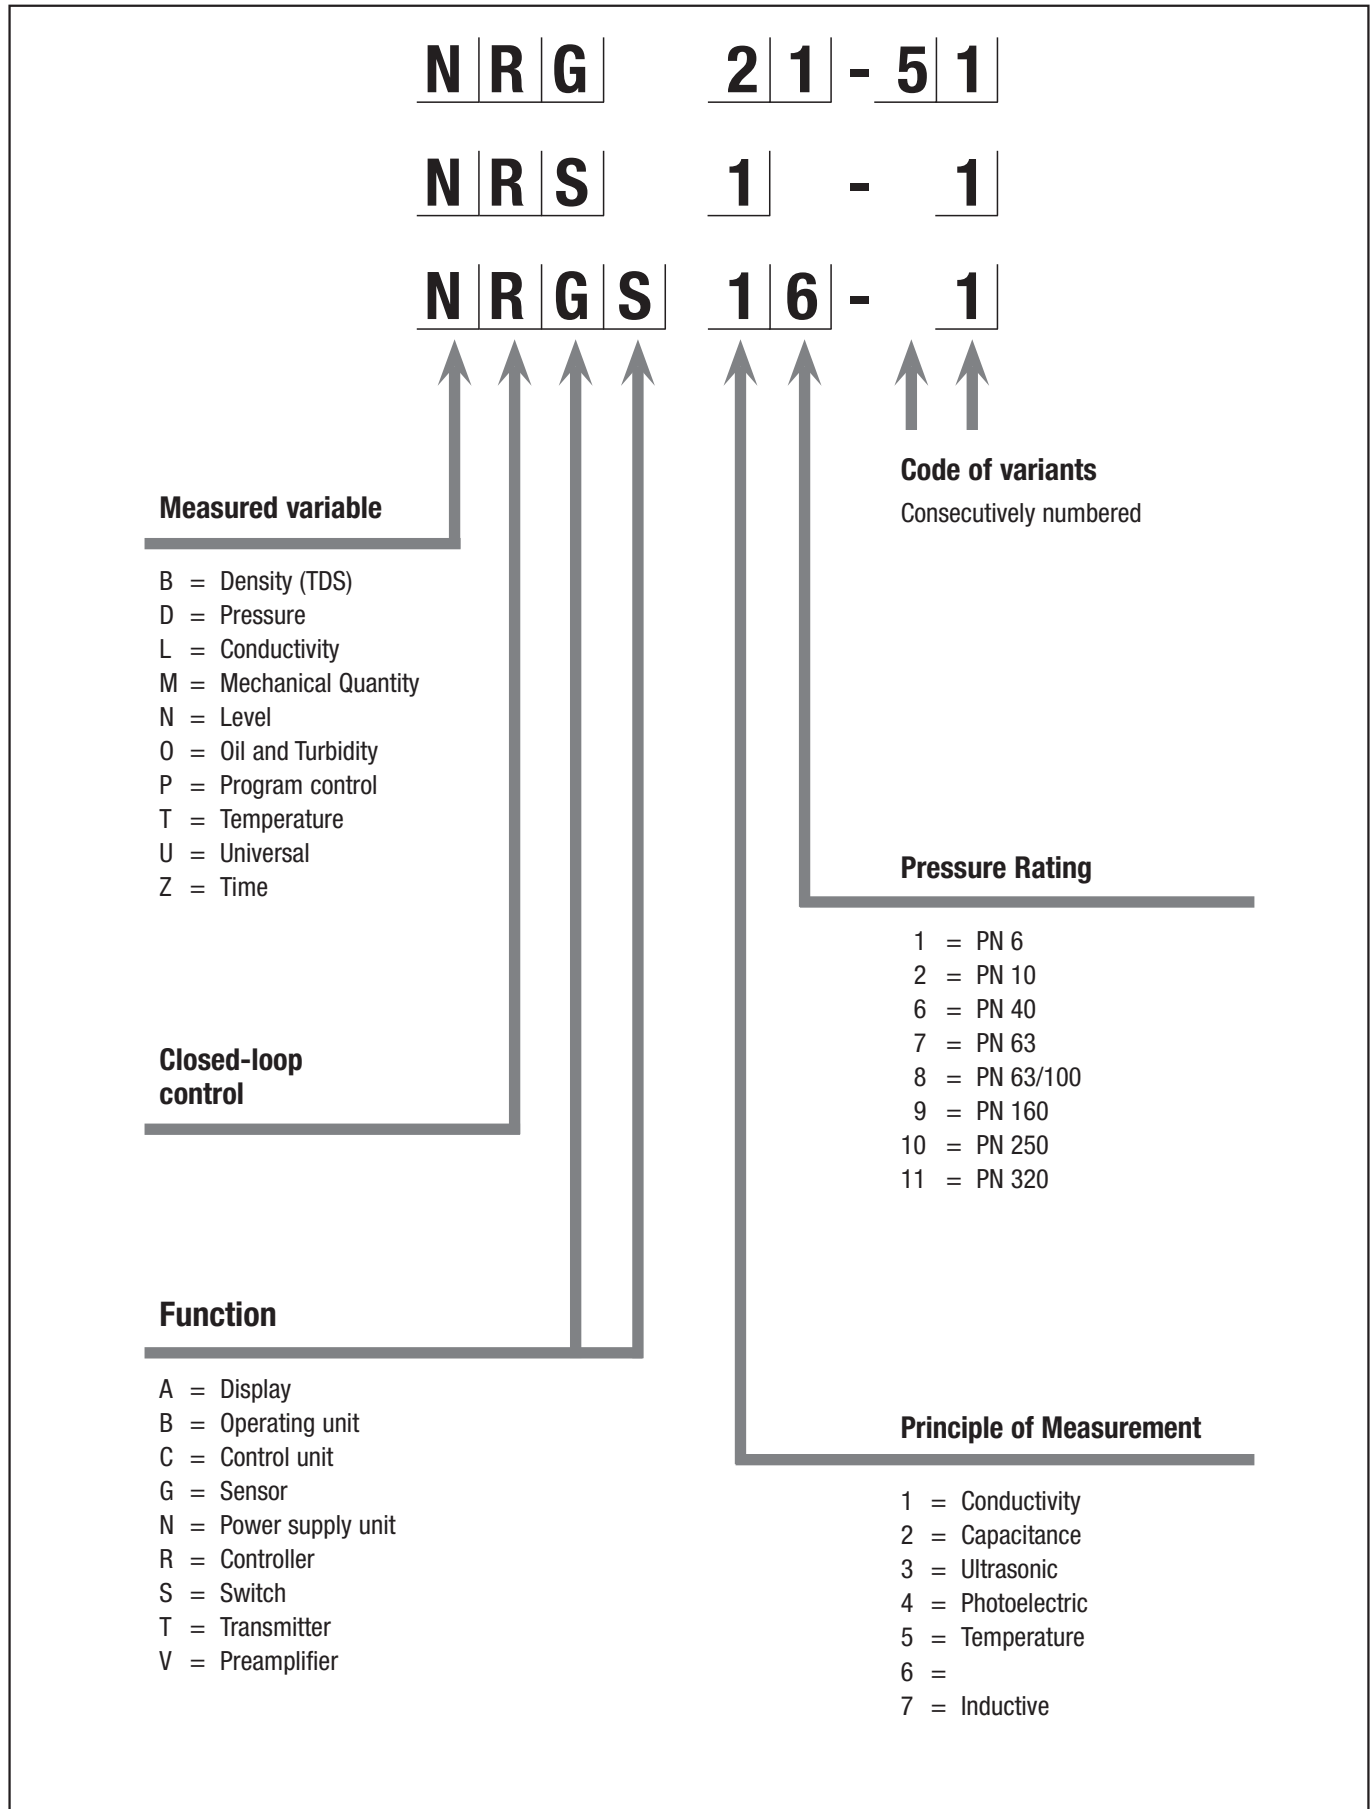 NRG 21-51
NRS 1 - 1
NRGS 16- 1
Measured variable
B = Density (TDS)
D = Pressure
L = Conductivity
M = Mechanical Quantity
N = Level
O = Oil and Turbidity
P = Program control
T = Temperature
U = Universal
Z = Time
Closed-loop
control
Function
A = Display
B = Operating unit
C = Control unit
G = Sensor
N = Power supply unit
R = Controller
S = Switch
T = Transmitter
V = Preamplifier
Code of variants
Consecutively numbered
Pressure Rating
1 = PN 6
2 = PN 10
6 = PN 40
7 = PN 63
8 = PN 63/100
9 = PN 160
10 = PN 250
11 = PN 320
Principle of Measurement
1 = Conductivity
2 = Capacitance
3 = Ultrasonic
4 = Photoelectric
5 = Temperature
6 =
7 = Inductive